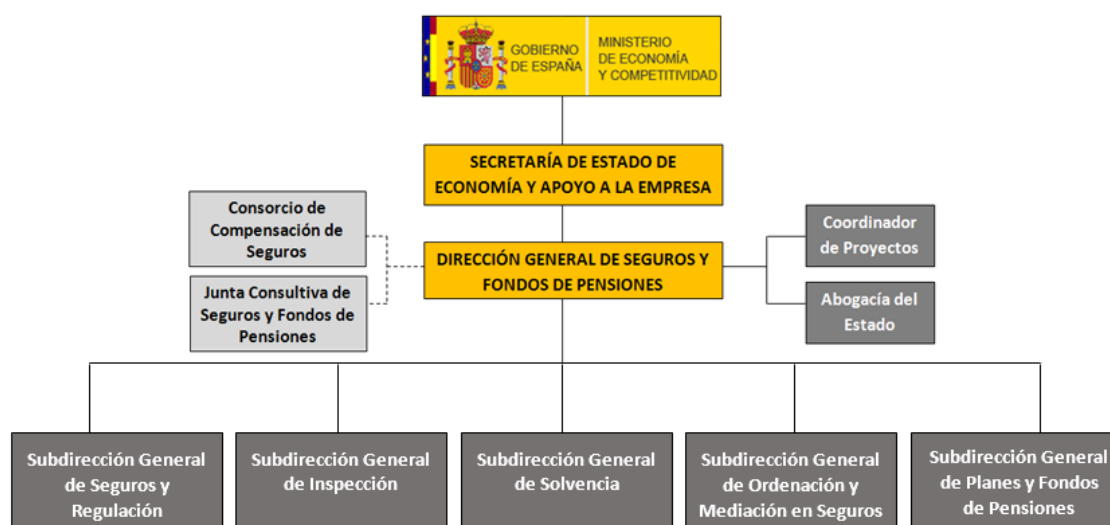 GOBIERNO
DE ESPAÑA
MINISTERIO
DE ECONOMÍA
Y COMPETITIVIDAD
SECRETARÍA DE ESTADO DE
ECONOMÍA Y APOYO A LA EMPRESA
Consorcio de
Compensación de
Seguros
Coordinador
de Proyectos
DIRECCIÓN GENERAL DE SEGUROS Y
FONDOS DE PENSIONES
Junta Consultiva de
Seguros y Fondos de
Pensiones
Abogacía del
Estado
Subdirección General
de Seguros y
Regulación
Subdirección General
de Inspección
Subdirección General
de Solvencia
Subdirección General
de Ordenación y
Mediación en Seguros
Subdirección General
de Planes y Fondos
de Pensiones